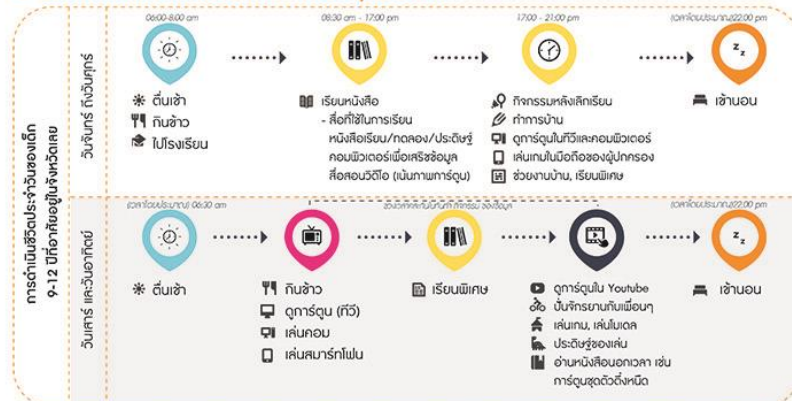 การดำเนินชีวิตประจำวันของเด็ก
9-12 ปีที่อาศัยอยู่ในจังหวัดเลย
วันจันทร์ ถึงวันศุกร์
06:00-8:00 am
08:30 am - 17:00 pm
17:00 - 21:00 pm
(เวลาโดยประมาณ)22:00 pm
ตื่นเช้า
กินข้าว
ไปโรงเรียน
เรียนหนังสือ
- สื่อที่ใช้ในการเรียน
หนังสือเรียน/ทดลอง/ประดิษฐ์
คอมพิวเตอร์เพื่อเสริชข้อมูล
สื่อสอนวิดีโอ (เน้นภาพการ์ตูน)
กิจกรรมหลังเลิกเรียน
ทำการบ้าน
ดูการ์ตูนในทีวีและคอมพิวเตอร์
เล่นเกมในมือถือของผู้ปกครอง
ช่วยงานบ้าน, เรียนพิเศษ
z z
เข้านอน
วันเสาร์ และวันอาทิตย์
(เวลาโดยประมาณ) 06:30 am
(เวลาโดยประมาณ)22:00 pm
ตื่นเช้า
กินข้าว
ดูการ์ตูน (ทีวี)
เล่นคอม
เล่นสมาร์ทโฟน
เรียนพิเศษ
ดูการ์ตูนใน Youtube
ปั่นจักรยานกับเพื่อนๆ
เล่นเกม, เล่นโมเดล
ประดิษฐ์ของเล่น
อ่านหนังสือนอกเวลา เช่น
การ์ตูนชุดตัวตึ่งหนืด
z z
เข้านอน